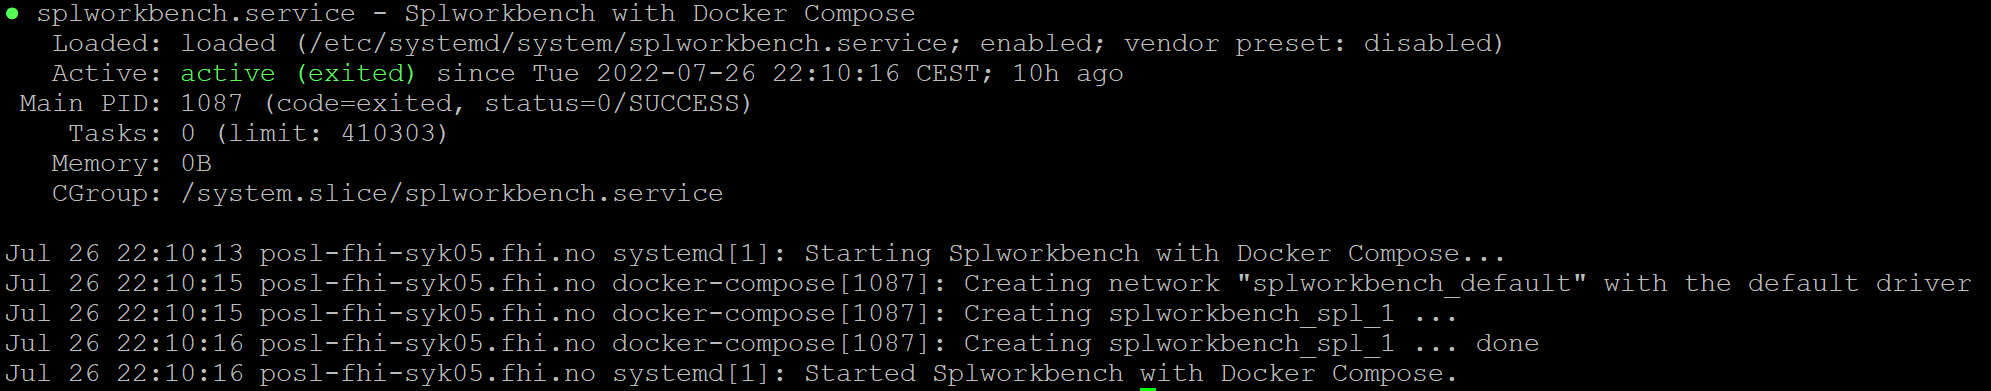 ● splworkbench.service - Splworkbench with Docker Compose
Loaded: loaded (/etc/systemd/system/splworkbench.service; enabled; vendor preset: disabled)
Active: active (exited) since Tue 2022-07-26 22:10:16 CEST; 10h ago
Main PID: 1087 (code=exited, status=0/SUCCESS)
Tasks: 0 (limit: 410303)
Memory: 0B
CGroup: /system.slice/splworkbench.service

Jul 26 22:10:13 posl-fhi-syk05.fhi.no systemd[1]: Starting Splworkbench with Docker Compose...
Jul 26 22:10:15 posl-fhi-syk05.fhi.no docker-compose[1087]: Creating network "splworkbench_default" with the default driver
Jul 26 22:10:15 posl-fhi-syk05.fhi.no docker-compose[1087]: Creating splworkbench_spl_1 ...
Jul 26 22:10:16 posl-fhi-syk05.fhi.no docker-compose[1087]: Creating splworkbench_spl_1 ... done
Jul 26 22:10:16 posl-fhi-syk05.fhi.no systemd[1]: Started Splworkbench with Docker Compose.